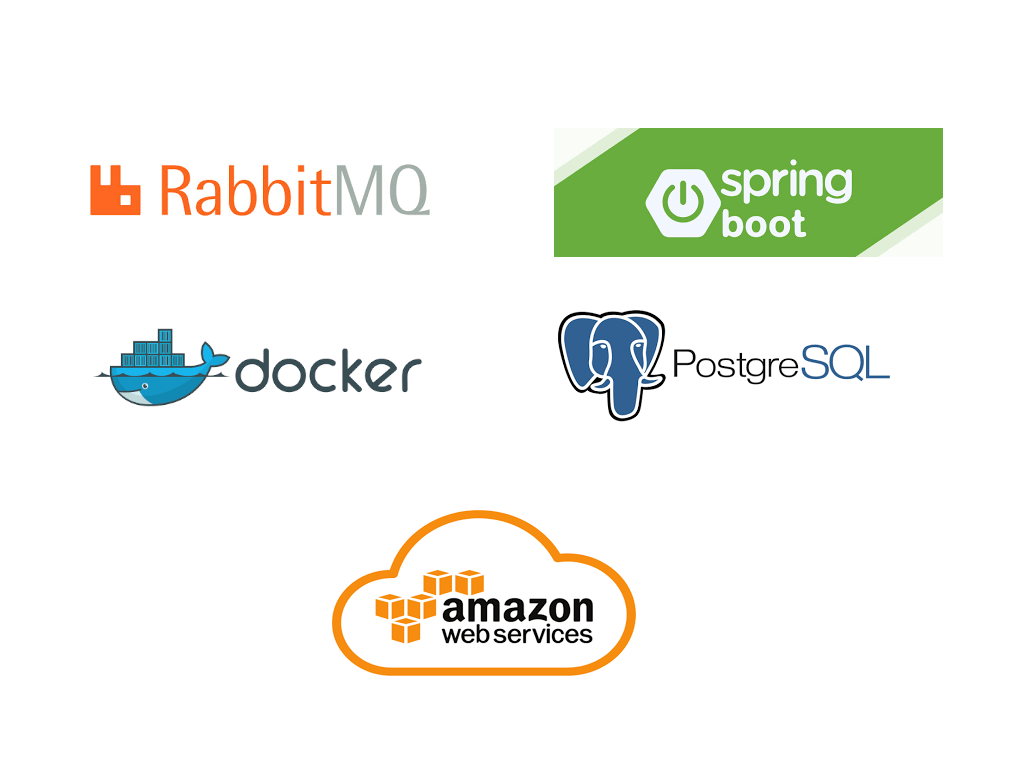 RabbitMQ
spring
boot
docker
PostgreSQL
amazon
web services